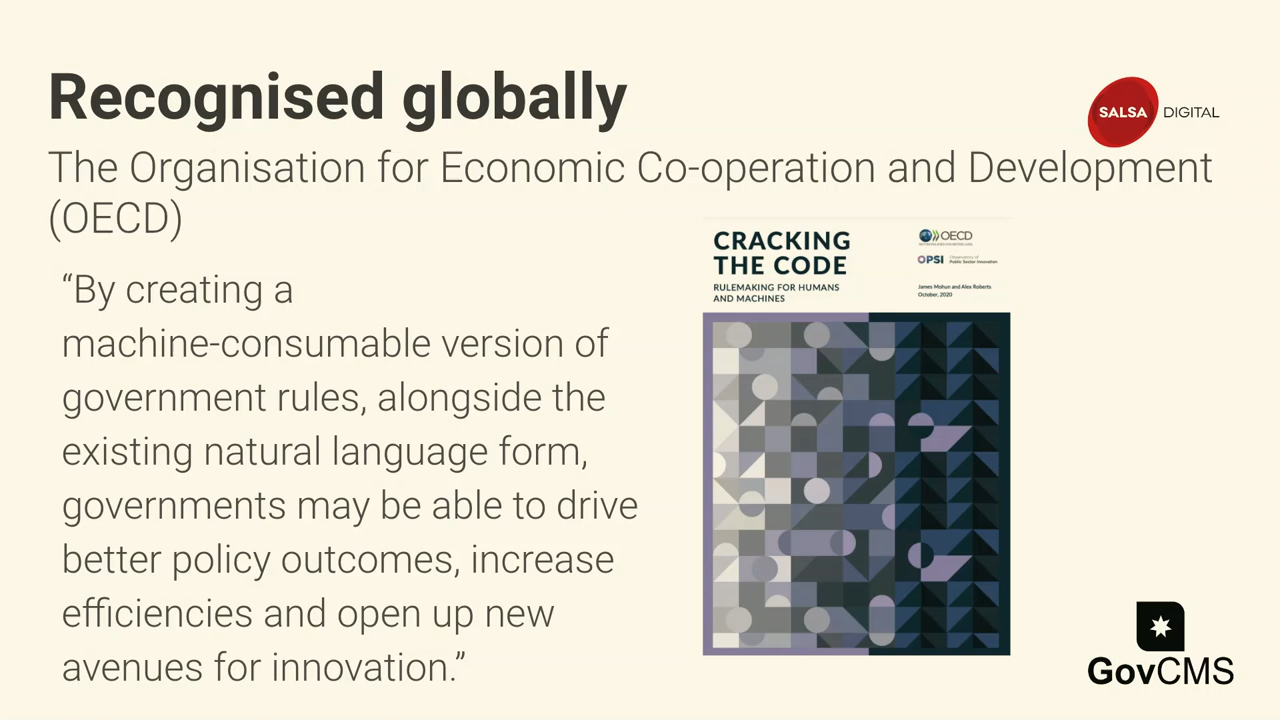 Recognised globally
SALSA DIGITAL
The Organisation for Economic Co-operation and Development
(OECD)
“By creating a
machine-consumable version of
government rules, alongside the
existing natural language form,
governments may be able to drive
better policy outcomes, increase
efficiencies and open up new
avenues for innovation.”
CRACKING
THE CODE
RULEMAKING FOR HUMANS
AND MACHINES
OECD
OPSI
Observatory of
Public Sector Innovation
James Mohun and Alex Roberts
October, 2020
GovCMS